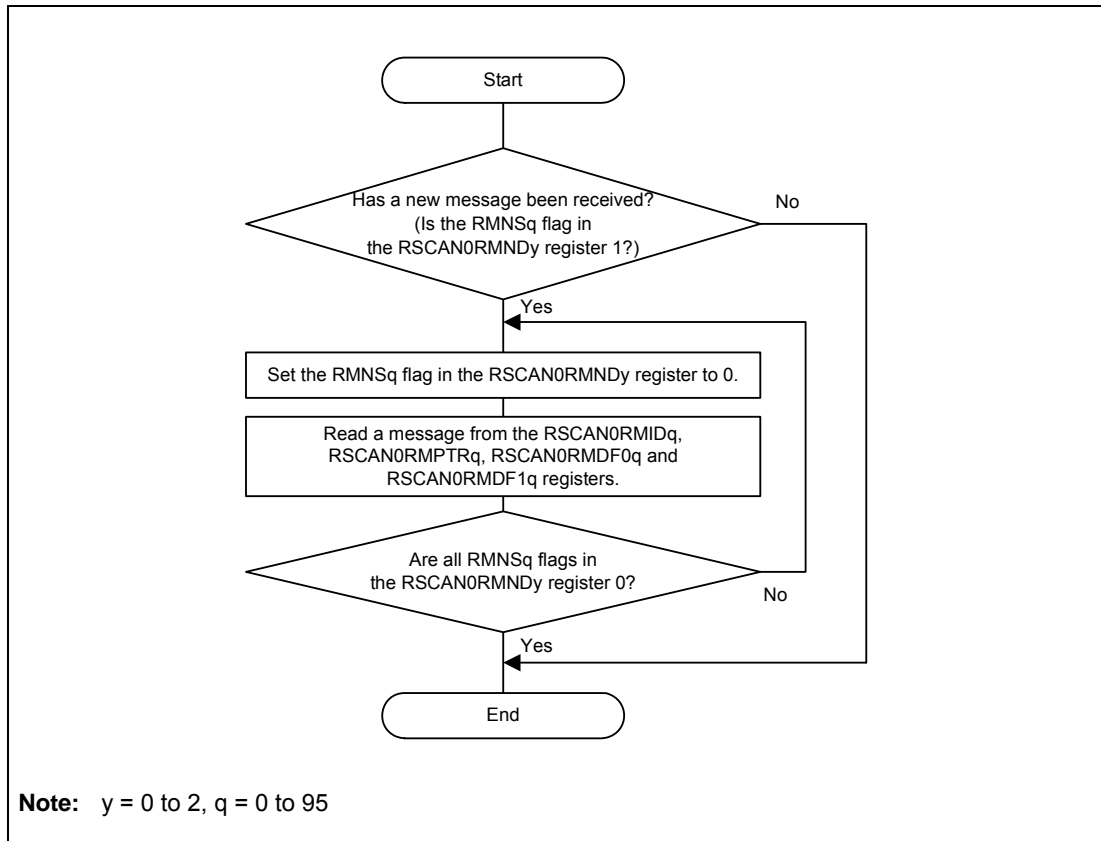 Start
Has a new message been received?
(Is the RMNSq flag in
the RSCAN0RMNDy register 1?)
No
Yes
Set the RMNSq flag in the RSCAN0RMNDy register to 0.
Read a message from the RSCAN0RMIDq,
RSCAN0RMPTRq, RSCAN0RMDF0q and
RSCAN0RMDF1q registers.
Are all RMNSq flags in
the RSCAN0RMNDy register 0?
No
Yes
End
Note: y = 0 to 2, q = 0 to 95